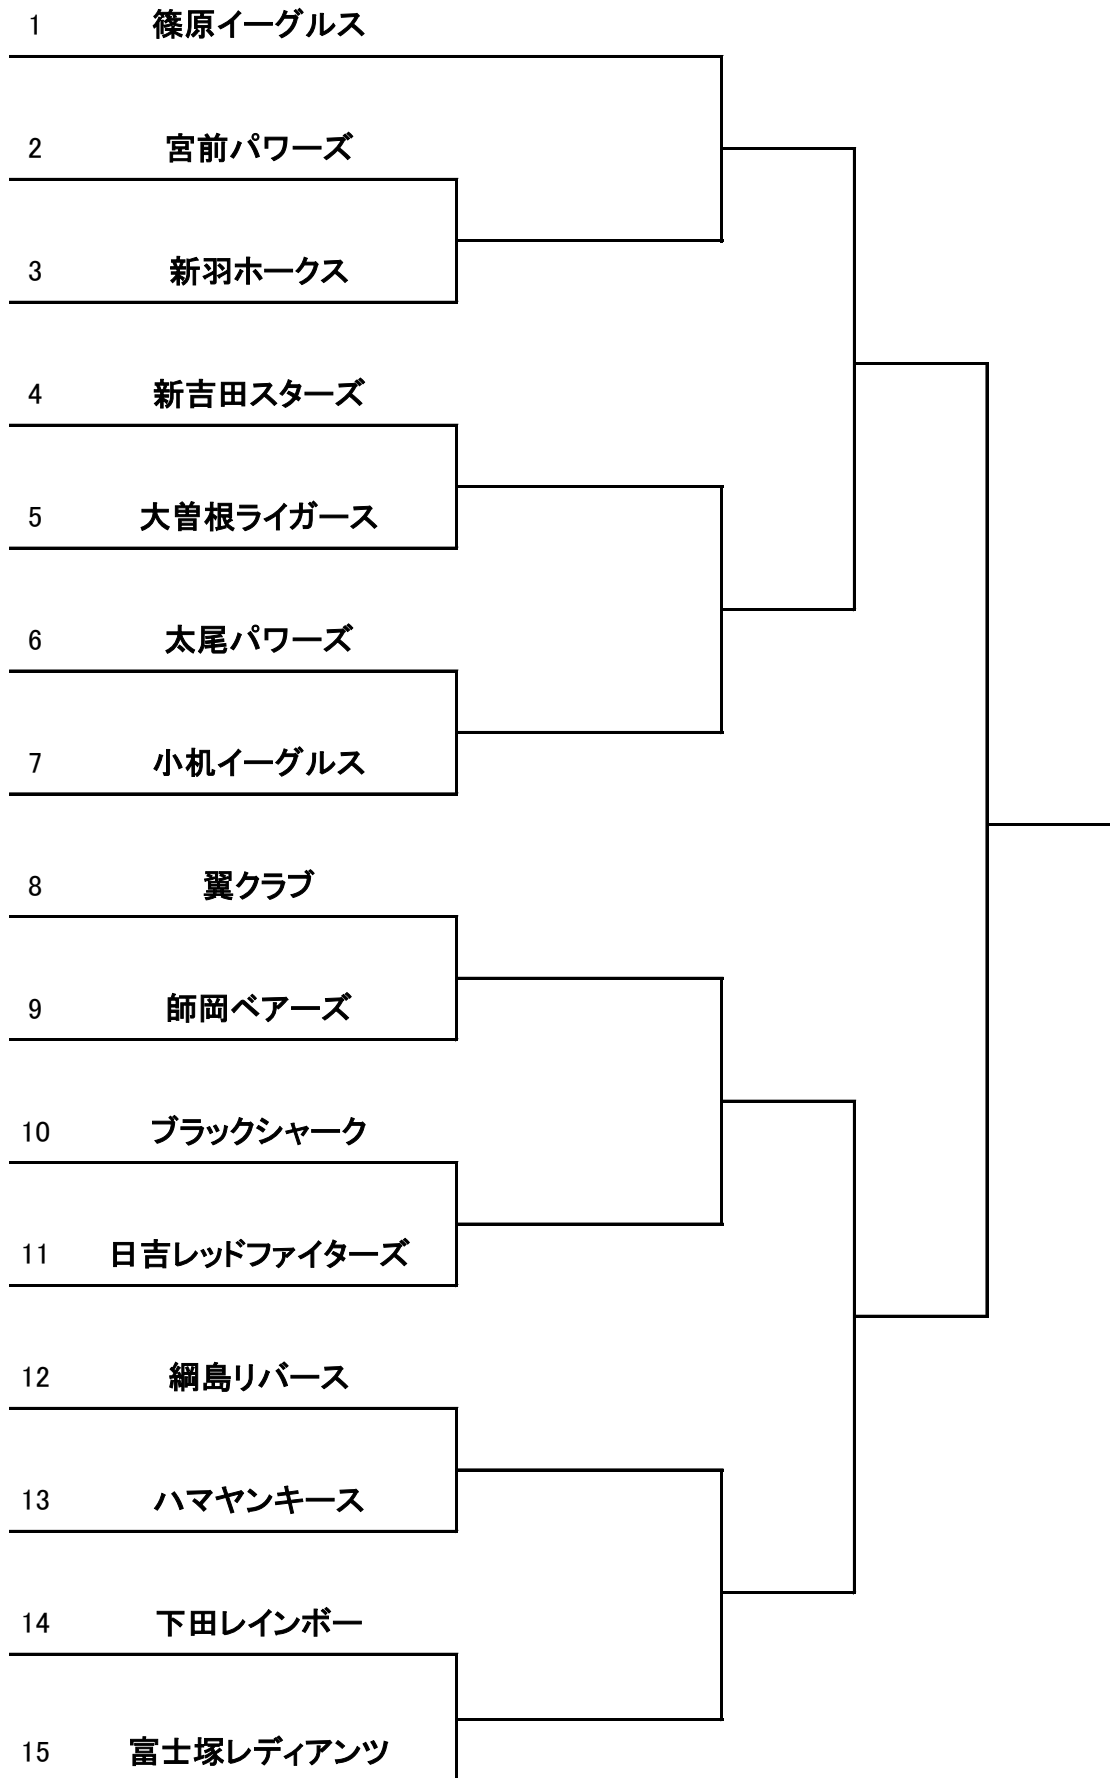 1 篠原イーグルス
2 宮前パワーズ
3 新羽ホークス
4 新吉田スターズ
5 大曽根ライガース
6 太尾パワーズ
7 小机イーグルス
8 翼クラブ
9 師岡ベアーズ
10 ブラックシャーク
11 日吉レッドファイターズ
12 綱島リバース
13 ハマヤンキース
14 下田レインボー
15 富士塚レディアンツ